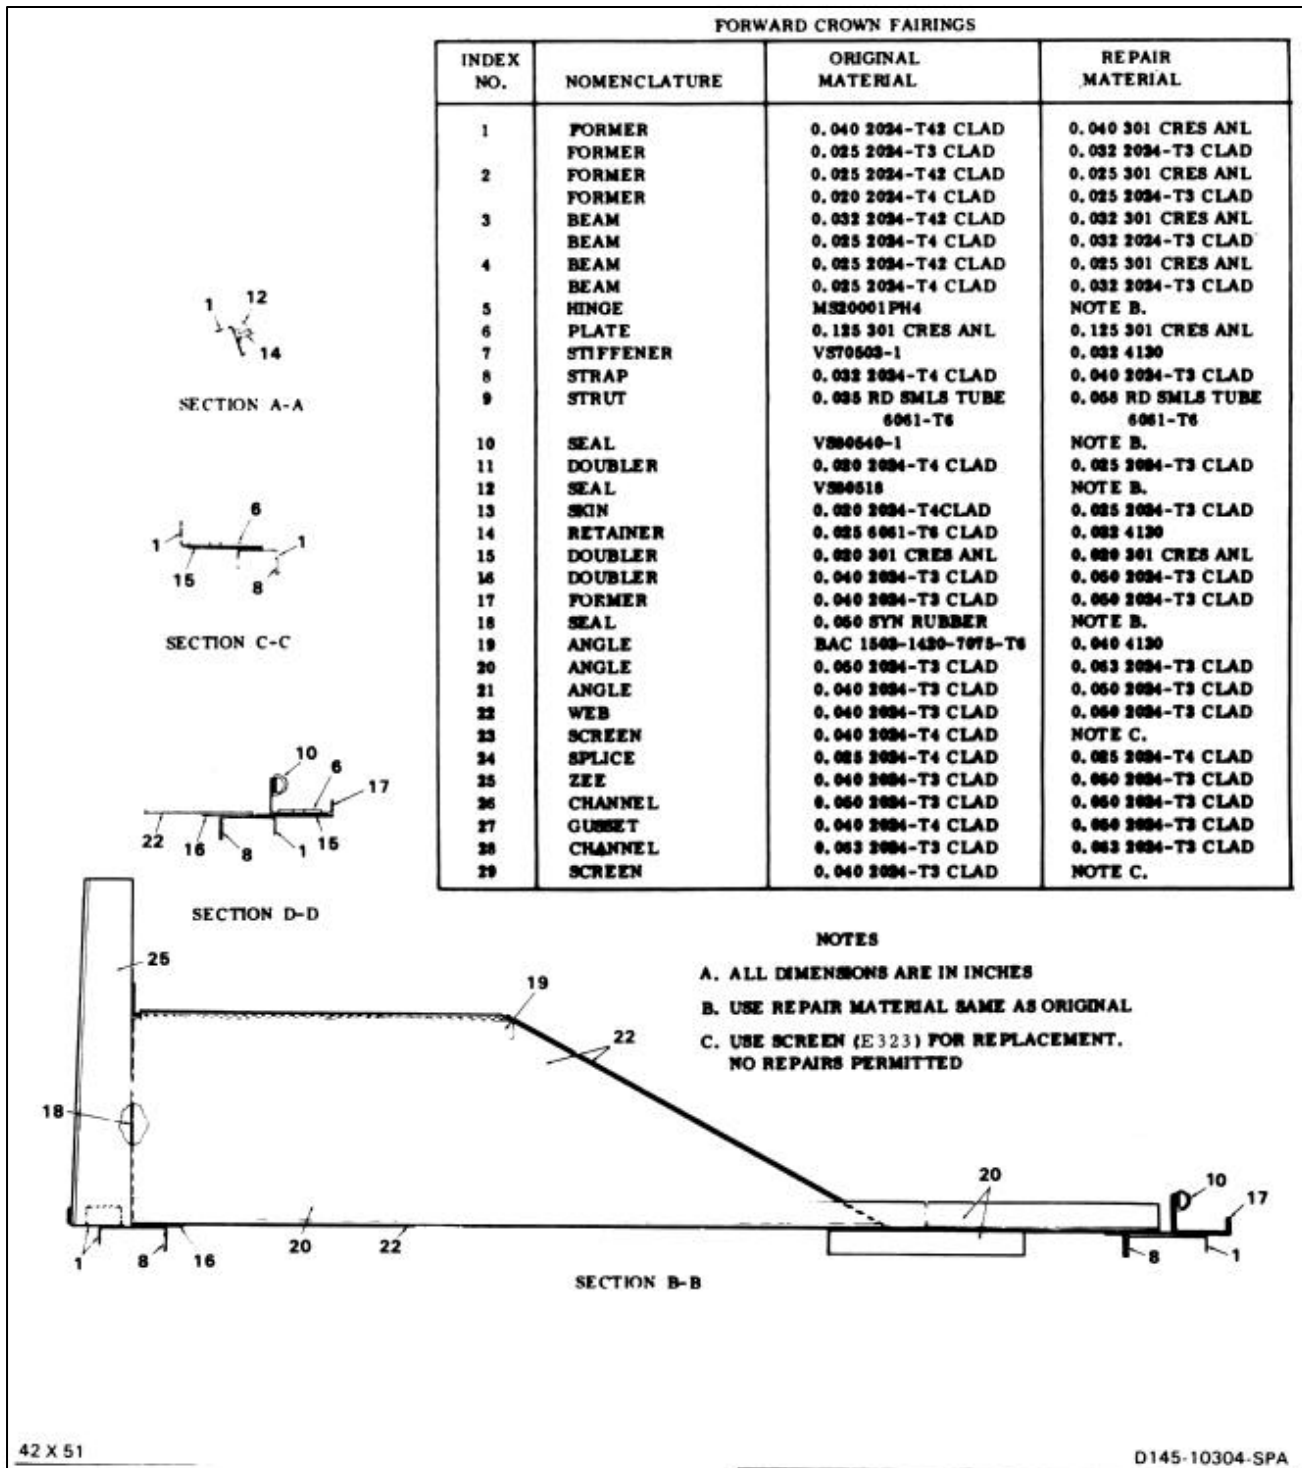 FORWARD CROWN FAIRINGS
INDEX NO. NOMENCLATURE ORIGINAL MATERIAL REPAIR MATERIAL
1 FORMER 0.040 2024-T42 CLAD 0.040 301 CRES ANL
FORMER 0.025 2024-T3 CLAD 0.032 2024-T3 CLAD
2 FORMER 0.025 2024-T42 CLAD 0.025 301 CRES ANL
FORMER 0.020 2024-T4 CLAD 0.025 2024-T3 CLAD
3 BEAM 0.032 2024-T42 CLAD 0.032 301 CRES ANL
BEAM 0.025 2024-T4 CLAD 0.032 2024-T3 CLAD
4 BEAM 0.025 2024-T42 CLAD 0.025 301 CRES ANL
BEAM 0.025 2024-T4 CLAD 0.032 2024-T3 CLAD
5 HINGE MS20001PH4 NOTE B.
6 PLATE 0.125 301 CRES ANL 0.125 301 CRES ANL
7 STIFFENER VS70503-1 0.032 4130
8 STRAP 0.032 2024-T4 CLAD 0.040 2024-T3 CLAD
9 STRUT 0.035 RD SMLS TUBE 6061-T6 RD SMLS TUBE 6061-T6
10 SEAL NOTE B.
11 DOUBLER 0.020 2024-T4 CLAD 0.025 2024-T3 CLAD
12 SEAL NOTE B.
13 SKIN 0.020 2024-T4CLAD 0.025 2024-T3 CLAD
14 RETAINER 0.025 6061-T6 CLAD 0.032 4130
15 DOUBLER 0.020 301 CRES ANL 0.020 301 CRES ANL
16 DOUBLER 0.040 2024-T3 CLAD 0.050 2024-T3 CLAD
17 FORMER 0.040 2024-T3 CLAD 0.050 2024-T3 CLAD
18 SEAL SYN RUBBER NOTE B.
19 ANGLE BAC 1503-1420-7075-T6 0.040 4130
20 ANGLE 0.050 2024-T3 CLAD 0.063 2024-T3 CLAD
21 ANGLE 0.040 2024-T3 CLAD 0.050 2024-T3 CLAD
22 WEB 0.040 2024-T3 CLAD 0.050 2024-T3 CLAD
23 SCREEN 0.040 2024-T4 CLAD NOTE C.
24 SPLICE 0.025 2024-T4 CLAD 0.025 2024-T4 CLAD
25 ZEE 0.040 2024-T3 CLAD 0.050 2024-T3 CLAD
26 CHANNEL 0.050 2024-T3 CLAD 0.050 2024-T3 CLAD
27 GUSSET 0.040 2024-T4 CLAD 0.050 2024-T3 CLAD
28 CHANNEL 0.063 2024-T3 CLAD 0.063 2024-T3 CLAD
29 SCREEN 0.040 2024-T3 CLAD NOTE C.
1 12
14
SECTION A-A
6
1 1
15 8
SECTION C-C
10 6 17
22 16 8 1 15
SECTION D-D
NOTES
A. ALL DIMENSIONS ARE IN INCHES
B. USE REPAIR MATERIAL SAME AS ORIGINAL
C. USE SCREEN (E323) FOR REPLACEMENT.
NO REPAIRS PERMITTED
25
19
22
18
20 10 17
1 8 16 20 22 8 1
SECTION B-B
42 X 51
D145-10304-SPA